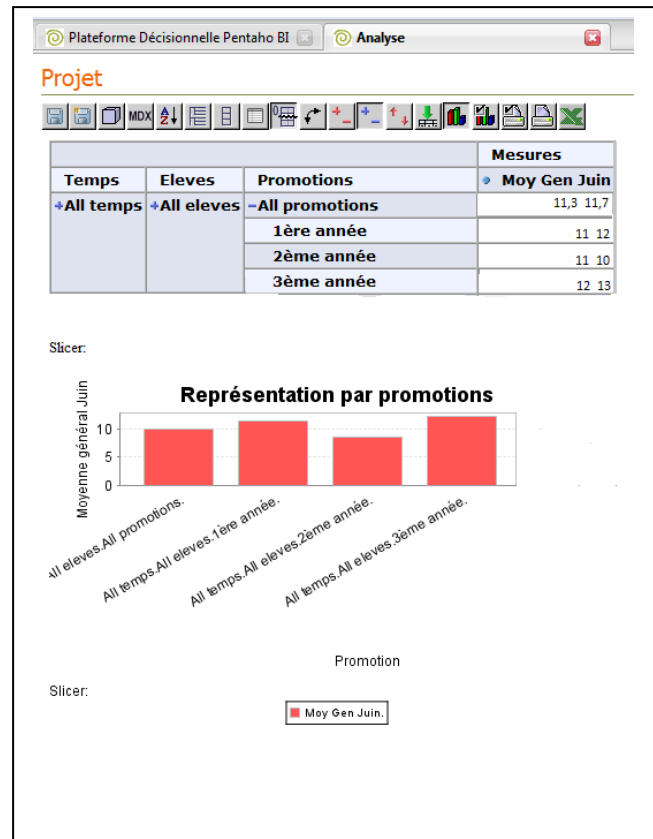 Plateforme Décisionnelle Pentaho BI Analyse
Projet
MDX A Z 0
Mesures
Temps Eleves Promotions Moy Gen Juin
+All temps +All eleves -All promotions 11,3 11,7
1ère année 11 12
2ème année 11 10
3ème année 12 13
Slicer:
Représentation par promotions
Moyenne général Juin
10
5
0
All eleves.All promotions.
All temps.All eleves.1ère année.
All temps.All eleves.2ème année.
All temps.All eleves.3ème année.
Promotion
Slicer:
Moy Gen Juin.